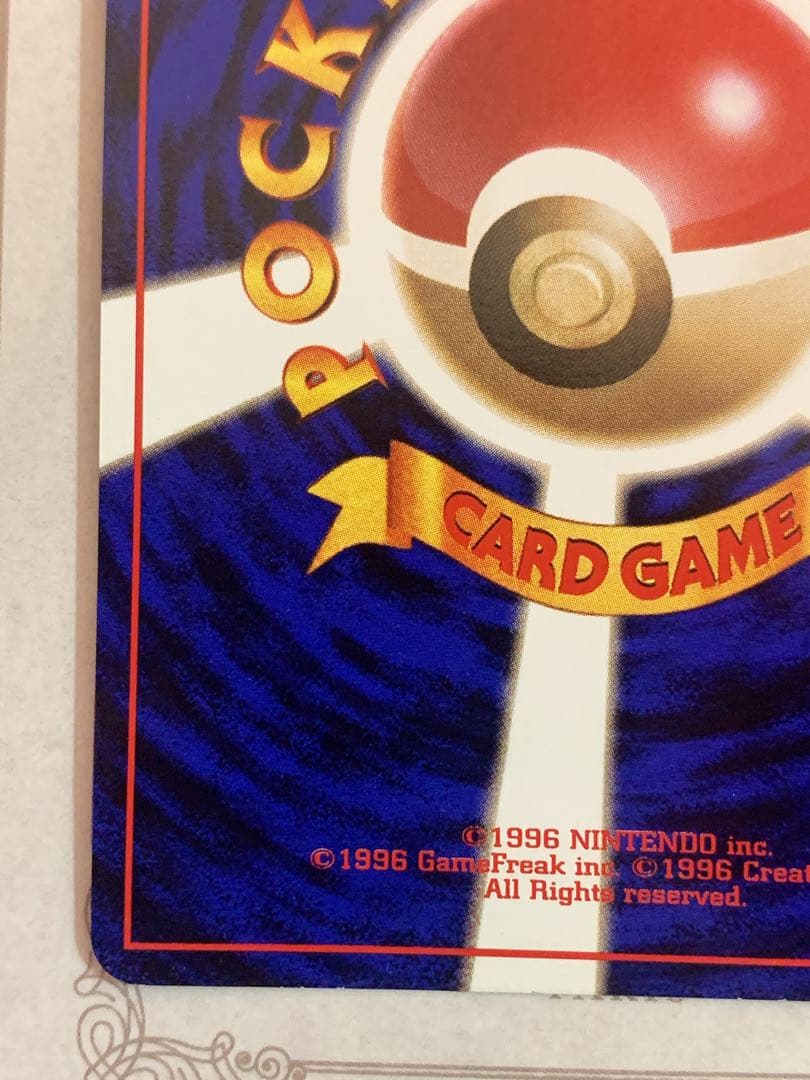 POCK
CARD GAME
©1996 NINTENDO inc.
©1996 GameFreak inc. ©1996 Creat
All Rights reserved.